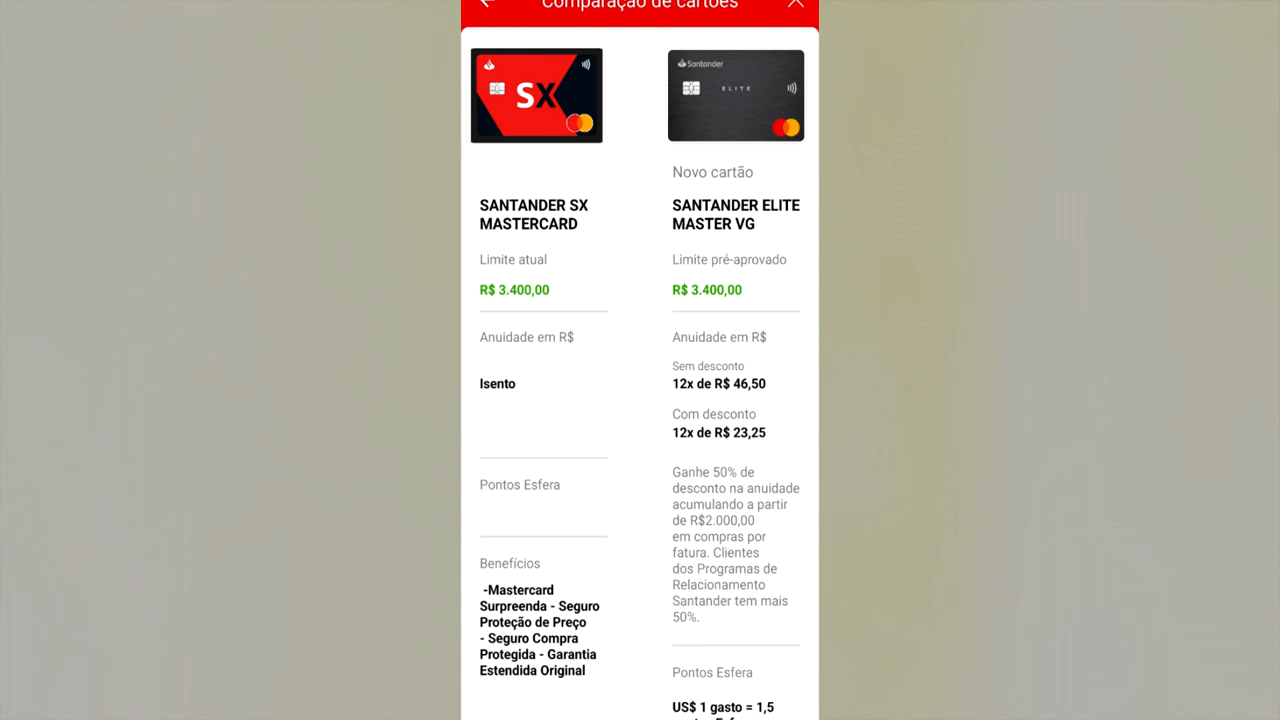 Comparação de cartões
SX
Santander
ELITE
Novo cartão
SANTANDER SX
MASTERCARD
Limite atual
R$ 3.400,00
Anuidade em R$
Isento
Pontos Esfera
Benefícios
-Mastercard
Surpreenda - Seguro
Proteção de Preço
- Seguro Compra
Protegida - Garantia
Estendida Original
SANTANDER ELITE
MASTER VG
Limite pré-aprovado
R$ 3.400,00
Anuidade em R$
Sem desconto
12x de R$ 46,50
Com desconto
12x de R$ 23,25
Ganhe 50% de
desconto na anuidade
acumulando a partir
de R$2.000,00
em compras por
fatura. Clientes
dos Programas de
Relacionamento
Santander tem mais
50%.
Pontos Esfera
US$ 1 gasto = 1,5